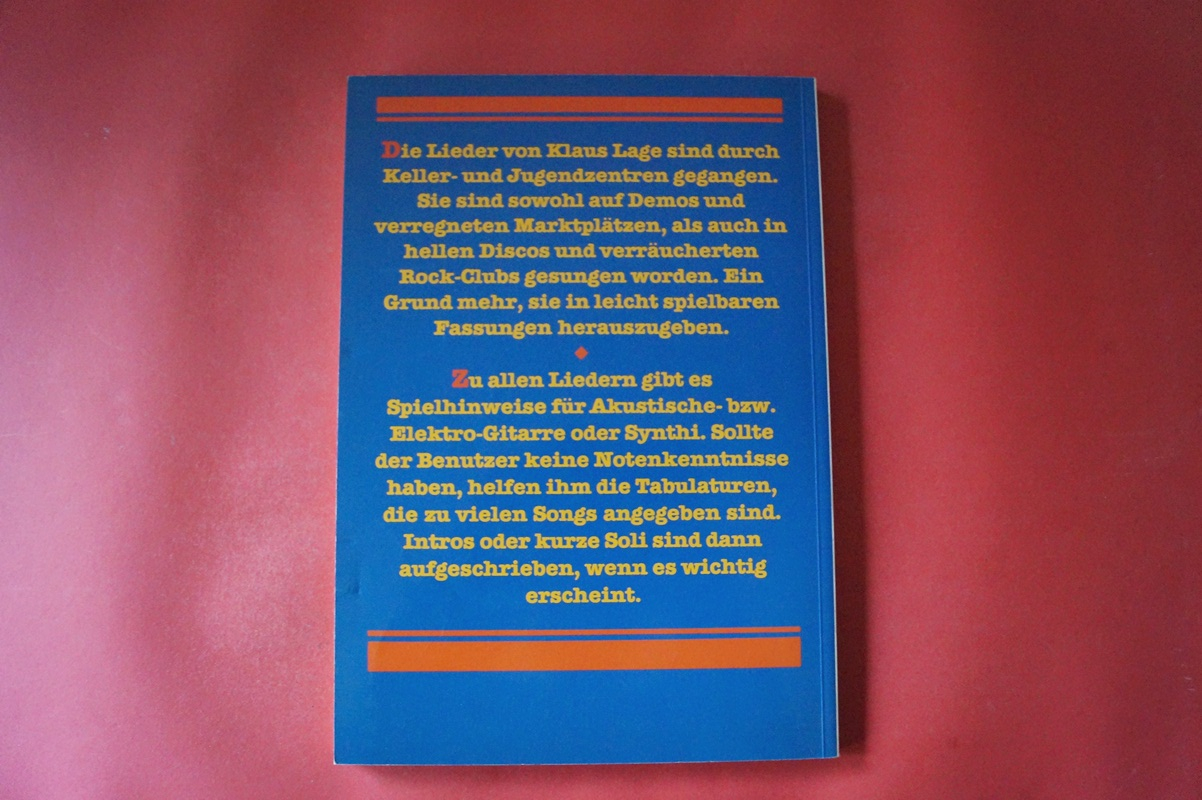 Die Lieder von Klaus Lage sind durch
Keller- und Jugendzentren gegangen.
Sie sind sowohl auf Demos und
verregneten Marktplätzen, als auch in
hellen Discos und verräucherten
Rock-Clubs gesungen worden. Ein
Grund mehr, sie in leicht spielbaren
Fassungen herauszugeben.
Zu allen Liedern gibt es
Spielhinweise für Akustische- bzw.
Elektro-Gitarre oder Synthi. Sollte
der Benutzer keine Notenkenntnisse
haben, helfen ihm die Tabulaturen,
die zu vielen Songs angegeben sind.
Intros oder kurze Soli sind dann
aufgeschrieben, wenn es wichtig
erscheint.